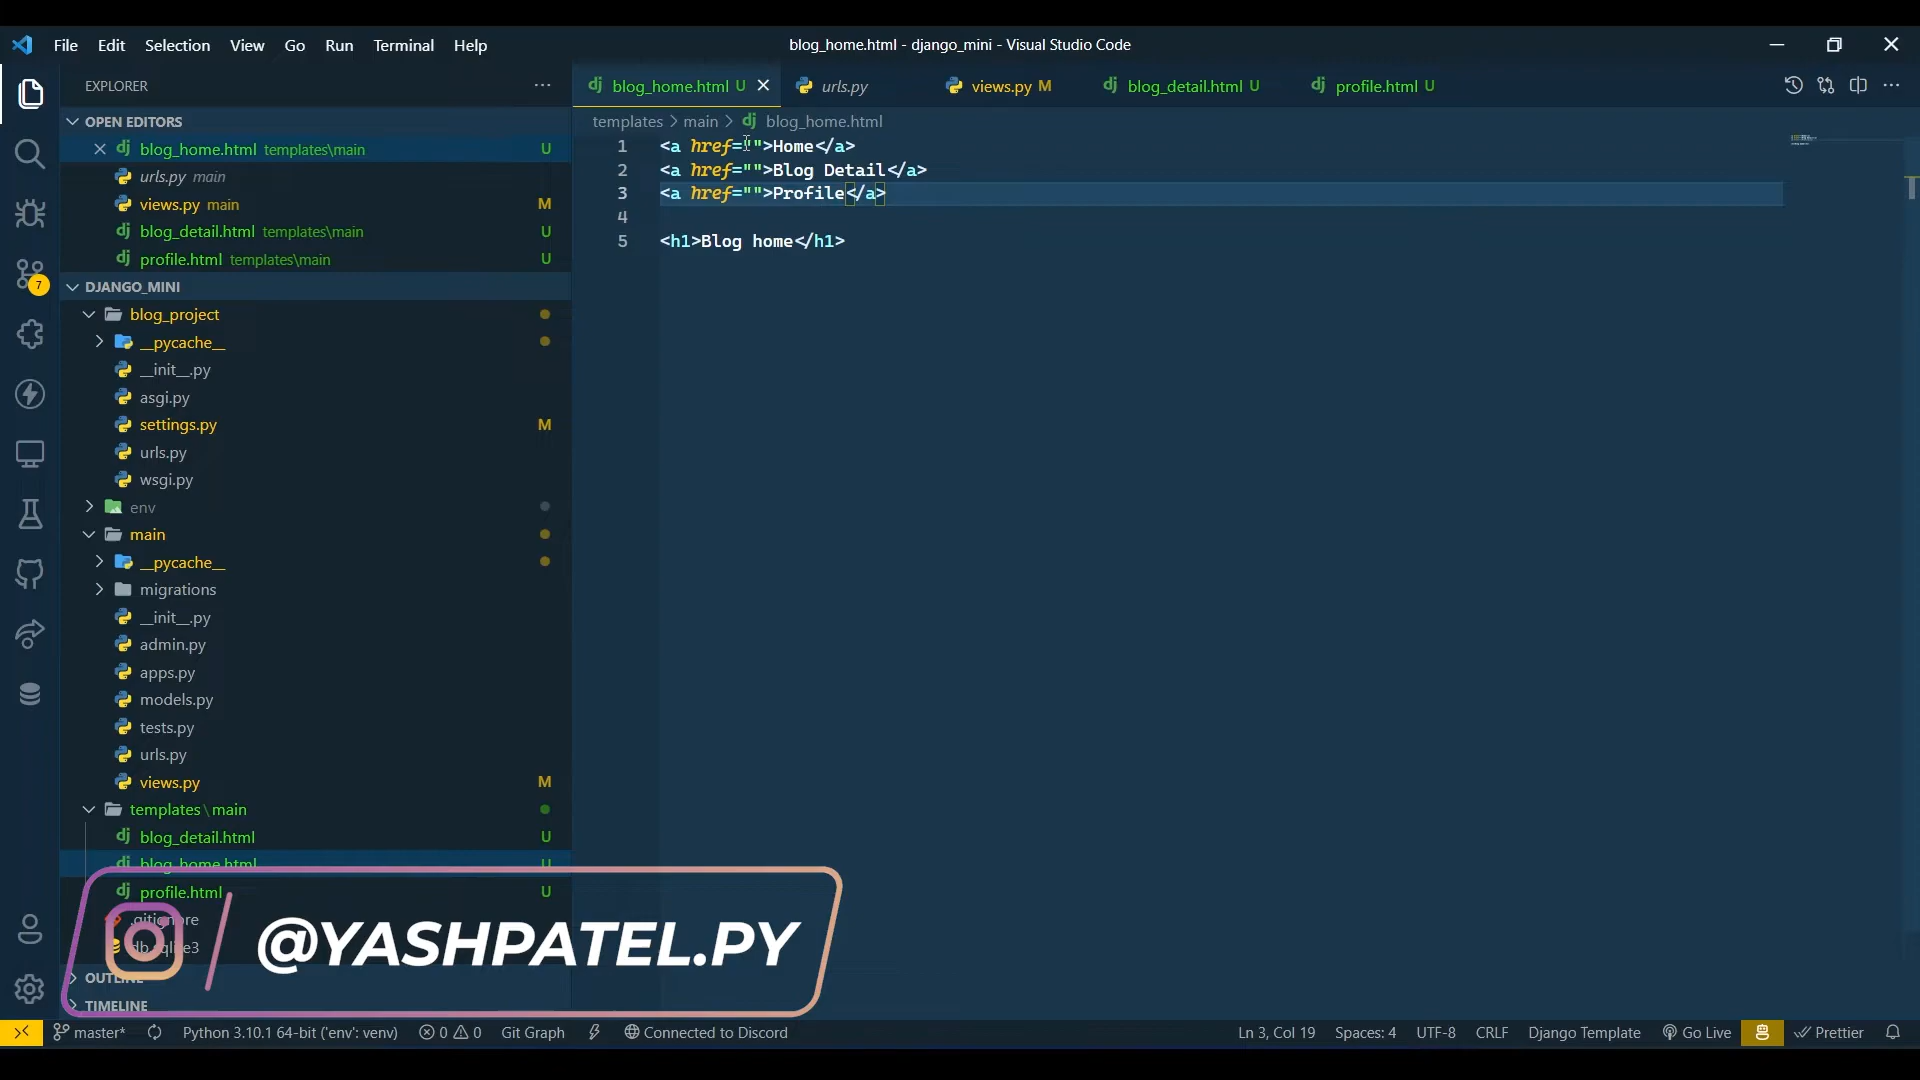 File Edit Selection View Go Run Terminal Help
blog_home.html - django_mini - Visual Studio Code
EXPLORER
OPEN EDITORS
blog_home.html templates\main U
urls.py main
views.py main M
blog_detail.html templates\main U
profile.html templates\main U
DJANGO_MINI
blog_project
__pycache__
__init__.py
asgi.py
settings.py M
urls.py
wsgi.py
env
main
__pycache__
migrations
__init__.py
admin.py
apps.py
models.py
tests.py
urls.py
views.py M
templates\main
blog_detail.html U
blog_home.html U
profile.html U
.gitignore
db.sqlite3
OUTLINE
TIMELINE
7
blog_home.html U urls.py views.py M blog_detail.html U profile.html U
templates > main > blog_home.html
1 <a href="">Home</a>
2 <a href="">Blog Detail</a>
3 <a href="">Profile</a>
4
5 <h1>Blog home</h1>
@YASHPATEL.PY
master* Python 3.10.1 64-bit ('env': venv) 0 0 Git Graph Connected to Discord Ln 3, Col 19 Spaces: 4 UTF-8 CRLF Django Template Go Live Prettier